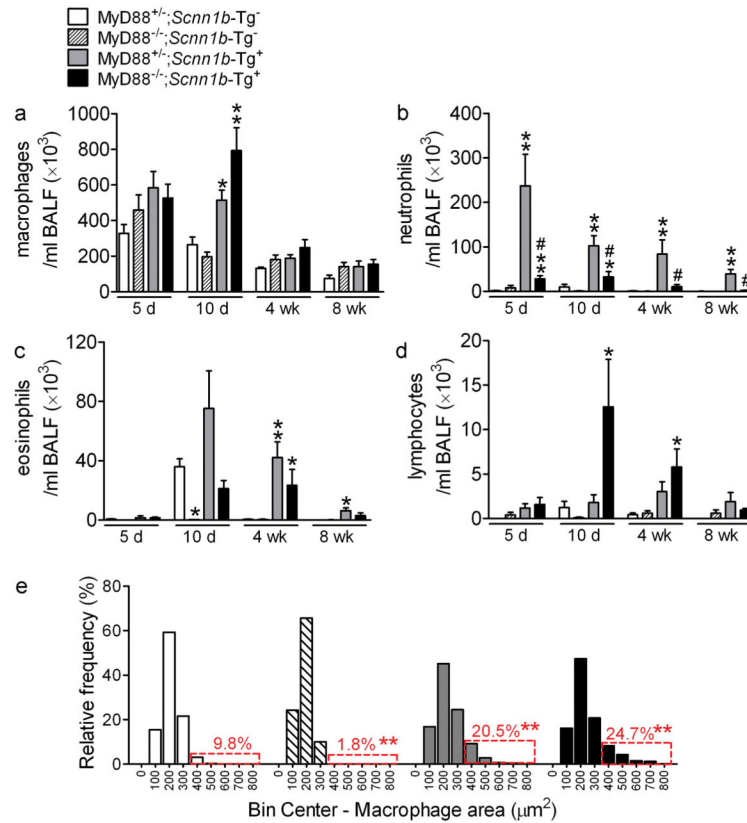 MyD88+/-;Scnn1b-Tg-
MyD88-/-;Scnn1b-Tg-
MyD88+/-;Scnn1b-Tg+
MyD88-/-;Scnn1b-Tg+
a
macrophages
/ml BALF (×10³)
1000
800
600
400
200
0
*
**
5 d
10 d
4 wk
8 wk
b
neutrophils
/ml BALF (×10³)
400
300
200
100
0
**
#**
**
#*
**
#
**
#
5 d
10 d
4 wk
8 wk
c
eosinophils
/ml BALF (×10³)
120
80
40
0
*
**
*
*
5 d
10 d
4 wk
8 wk
d
lymphocytes
/ml BALF (×10³)
20
15
10
5
0
*
*
5 d
10 d
4 wk
8 wk
e
Relative frequency (%)
80
60
40
20
0
9.8%
1.8%**
20.5%**
24.7%**
0 100 200 300 400 500 600 700 800
0 100 200 300 400 500 600 700 800
0 100 200 300 400 500 600 700 800
0 100 200 300 400 500 600 700 800
Bin Center - Macrophage area (μm²)